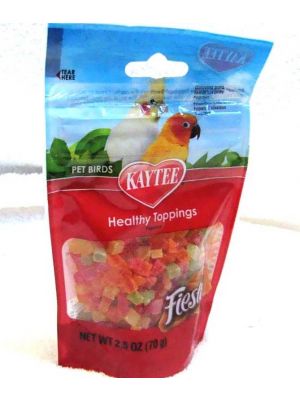 TEAR
HERE
KAYTEE
PET BIRDS
KAYTEE
Healthy Toppings
Fiesta
NET WT 2.5 OZ (70 g)